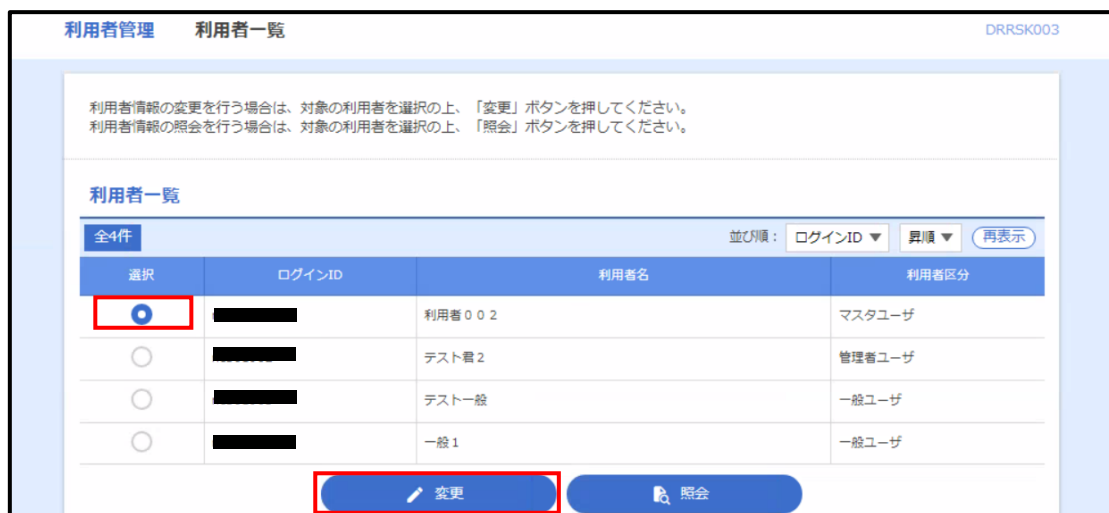 利用者管理 利用者一覧 DRRSK003
利用者情報の変更を行う場合は、対象の利用者を選択の上、「変更」ボタンを押してください。
利用者情報の照会を行う場合は、対象の利用者を選択の上、「照会」ボタンを押してください。
利用者一覧
全4件 並び順： ログインID ▼ 昇順 ▼ 再表示
選択 ログインID 利用者名 利用者区分
利用者００２ マスタユーザ
テスト君２ 管理者ユーザ
テスト一般 一般ユーザ
一般１ 一般ユーザ
変更 照会